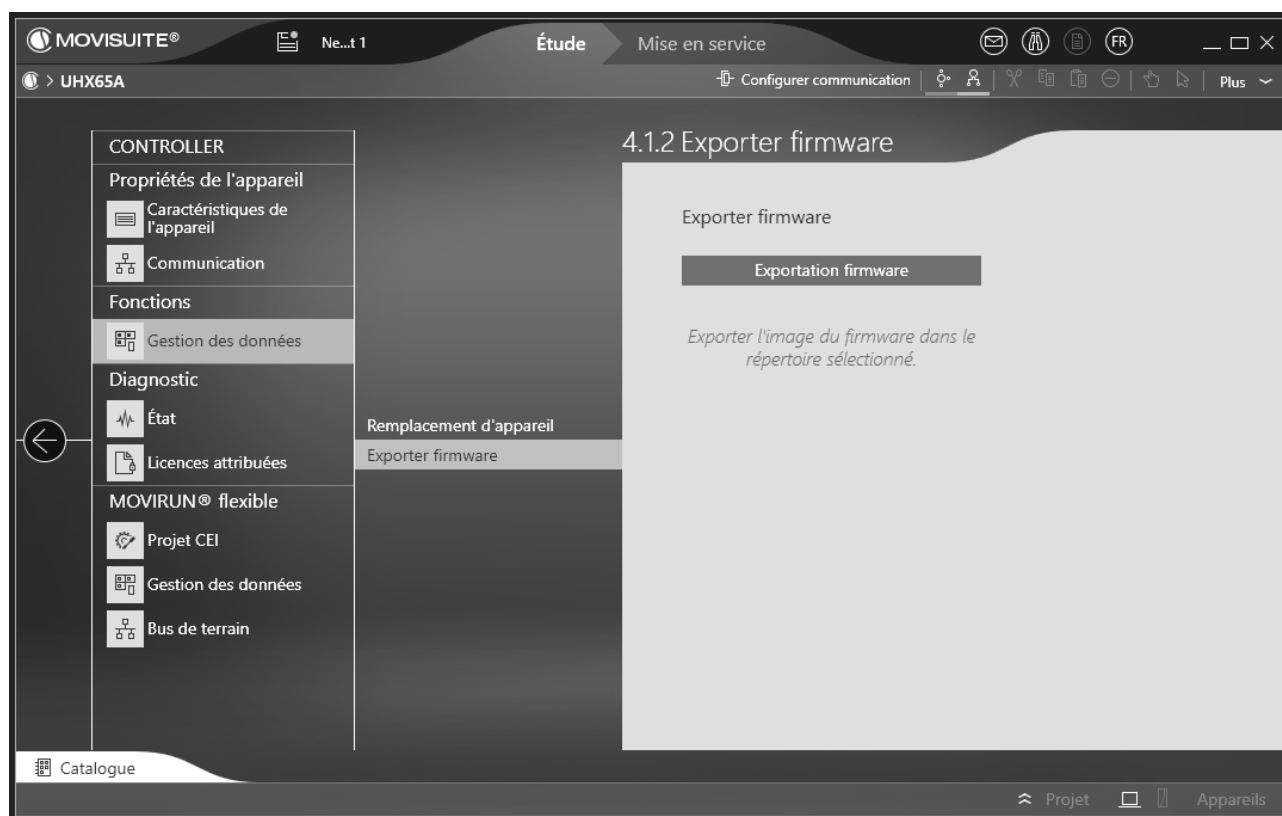 MOVISUITE®
Ne...t 1
Étude
Mise en service
FR
> UHX65A
Configurer communication
Plus
CONTROLLER
Propriétés de l'appareil
Caractéristiques de
l'appareil
Communication
Fonctions
Gestion des données
Diagnostic
État
Licences attribuées
MOVIRUN® flexible
Projet CEI
Gestion des données
Bus de terrain
Remplacement d'appareil
Exporter firmware
4.1.2 Exporter firmware
Exporter firmware
Exportation firmware
Exporter l'image du firmware dans le
répertoire sélectionné.
Catalogue
Projet
Appareils